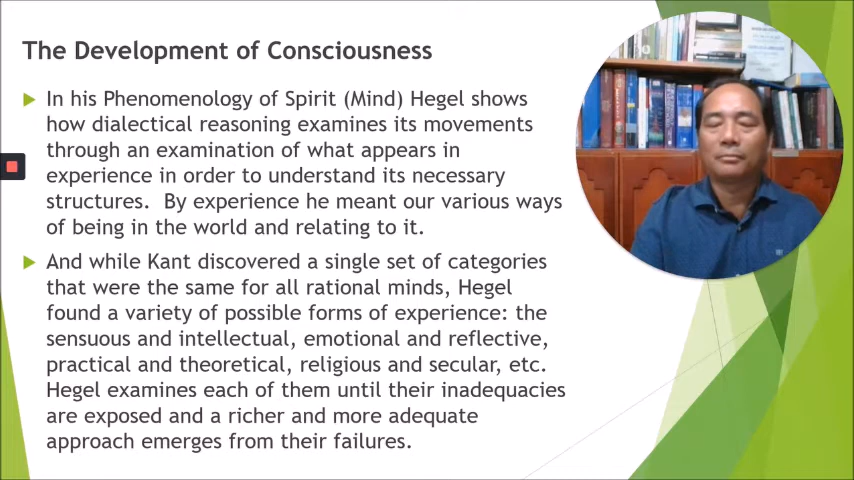 The Development of Consciousness
In his Phenomenology of Spirit (Mind) Hegel shows
how dialectical reasoning examines its movements
through an examination of what appears in
experience in order to understand its necessary
structures.  By experience he meant our various ways
of being in the world and relating to it.
And while Kant discovered a single set of categories
that were the same for all rational minds, Hegel
found a variety of possible forms of experience: the
sensuous and intellectual, emotional and reflective,
practical and theoretical, religious and secular, etc.
Hegel examines each of them until their inadequacies
are exposed and a richer and more adequate
approach emerges from their failures.